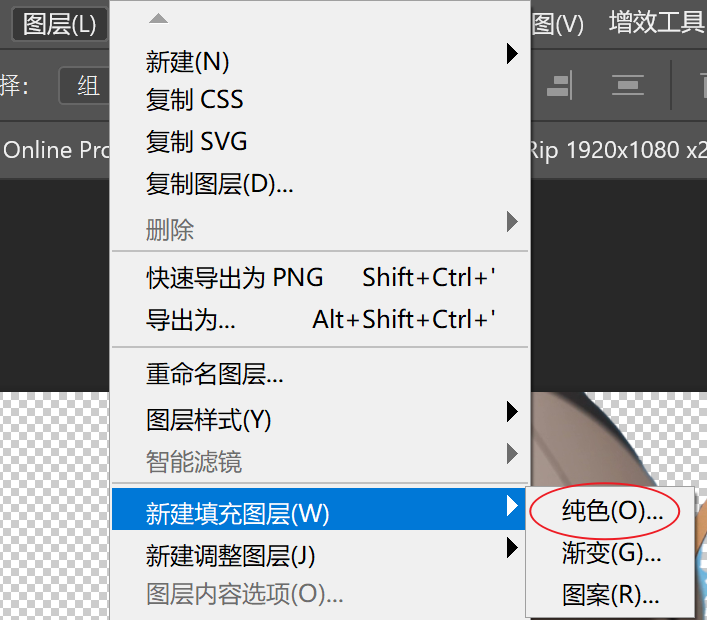 图层(L)
图(V) 增效工具
择： 组
Online Pro
Rip 1920x1080 x2
新建(N)
复制 CSS
复制 SVG
复制图层(D)...
删除
快速导出为 PNG Shift+Ctrl+'
导出为... Alt+Shift+Ctrl+'
重命名图层...
图层样式(Y)
智能滤镜
新建填充图层(W)
纯色(O)...
新建调整图层(J)
渐变(G)...
图层内容选项(O)...
图案(R)...